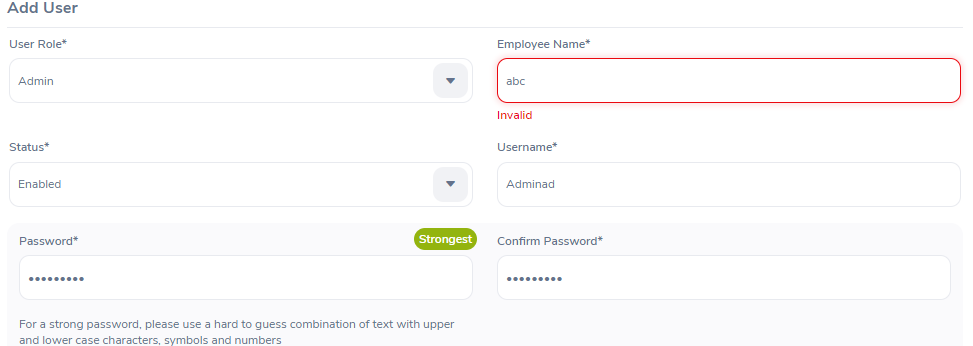 Add User
User Role*
Employee Name*
Admin
abc
Invalid
Status*
Username*
Enabled
Adminad
Password*
Strongest
Confirm Password*
•••••••••
•••••••••
For a strong password, please use a hard to guess combination of text with upper
and lower case characters, symbols and numbers